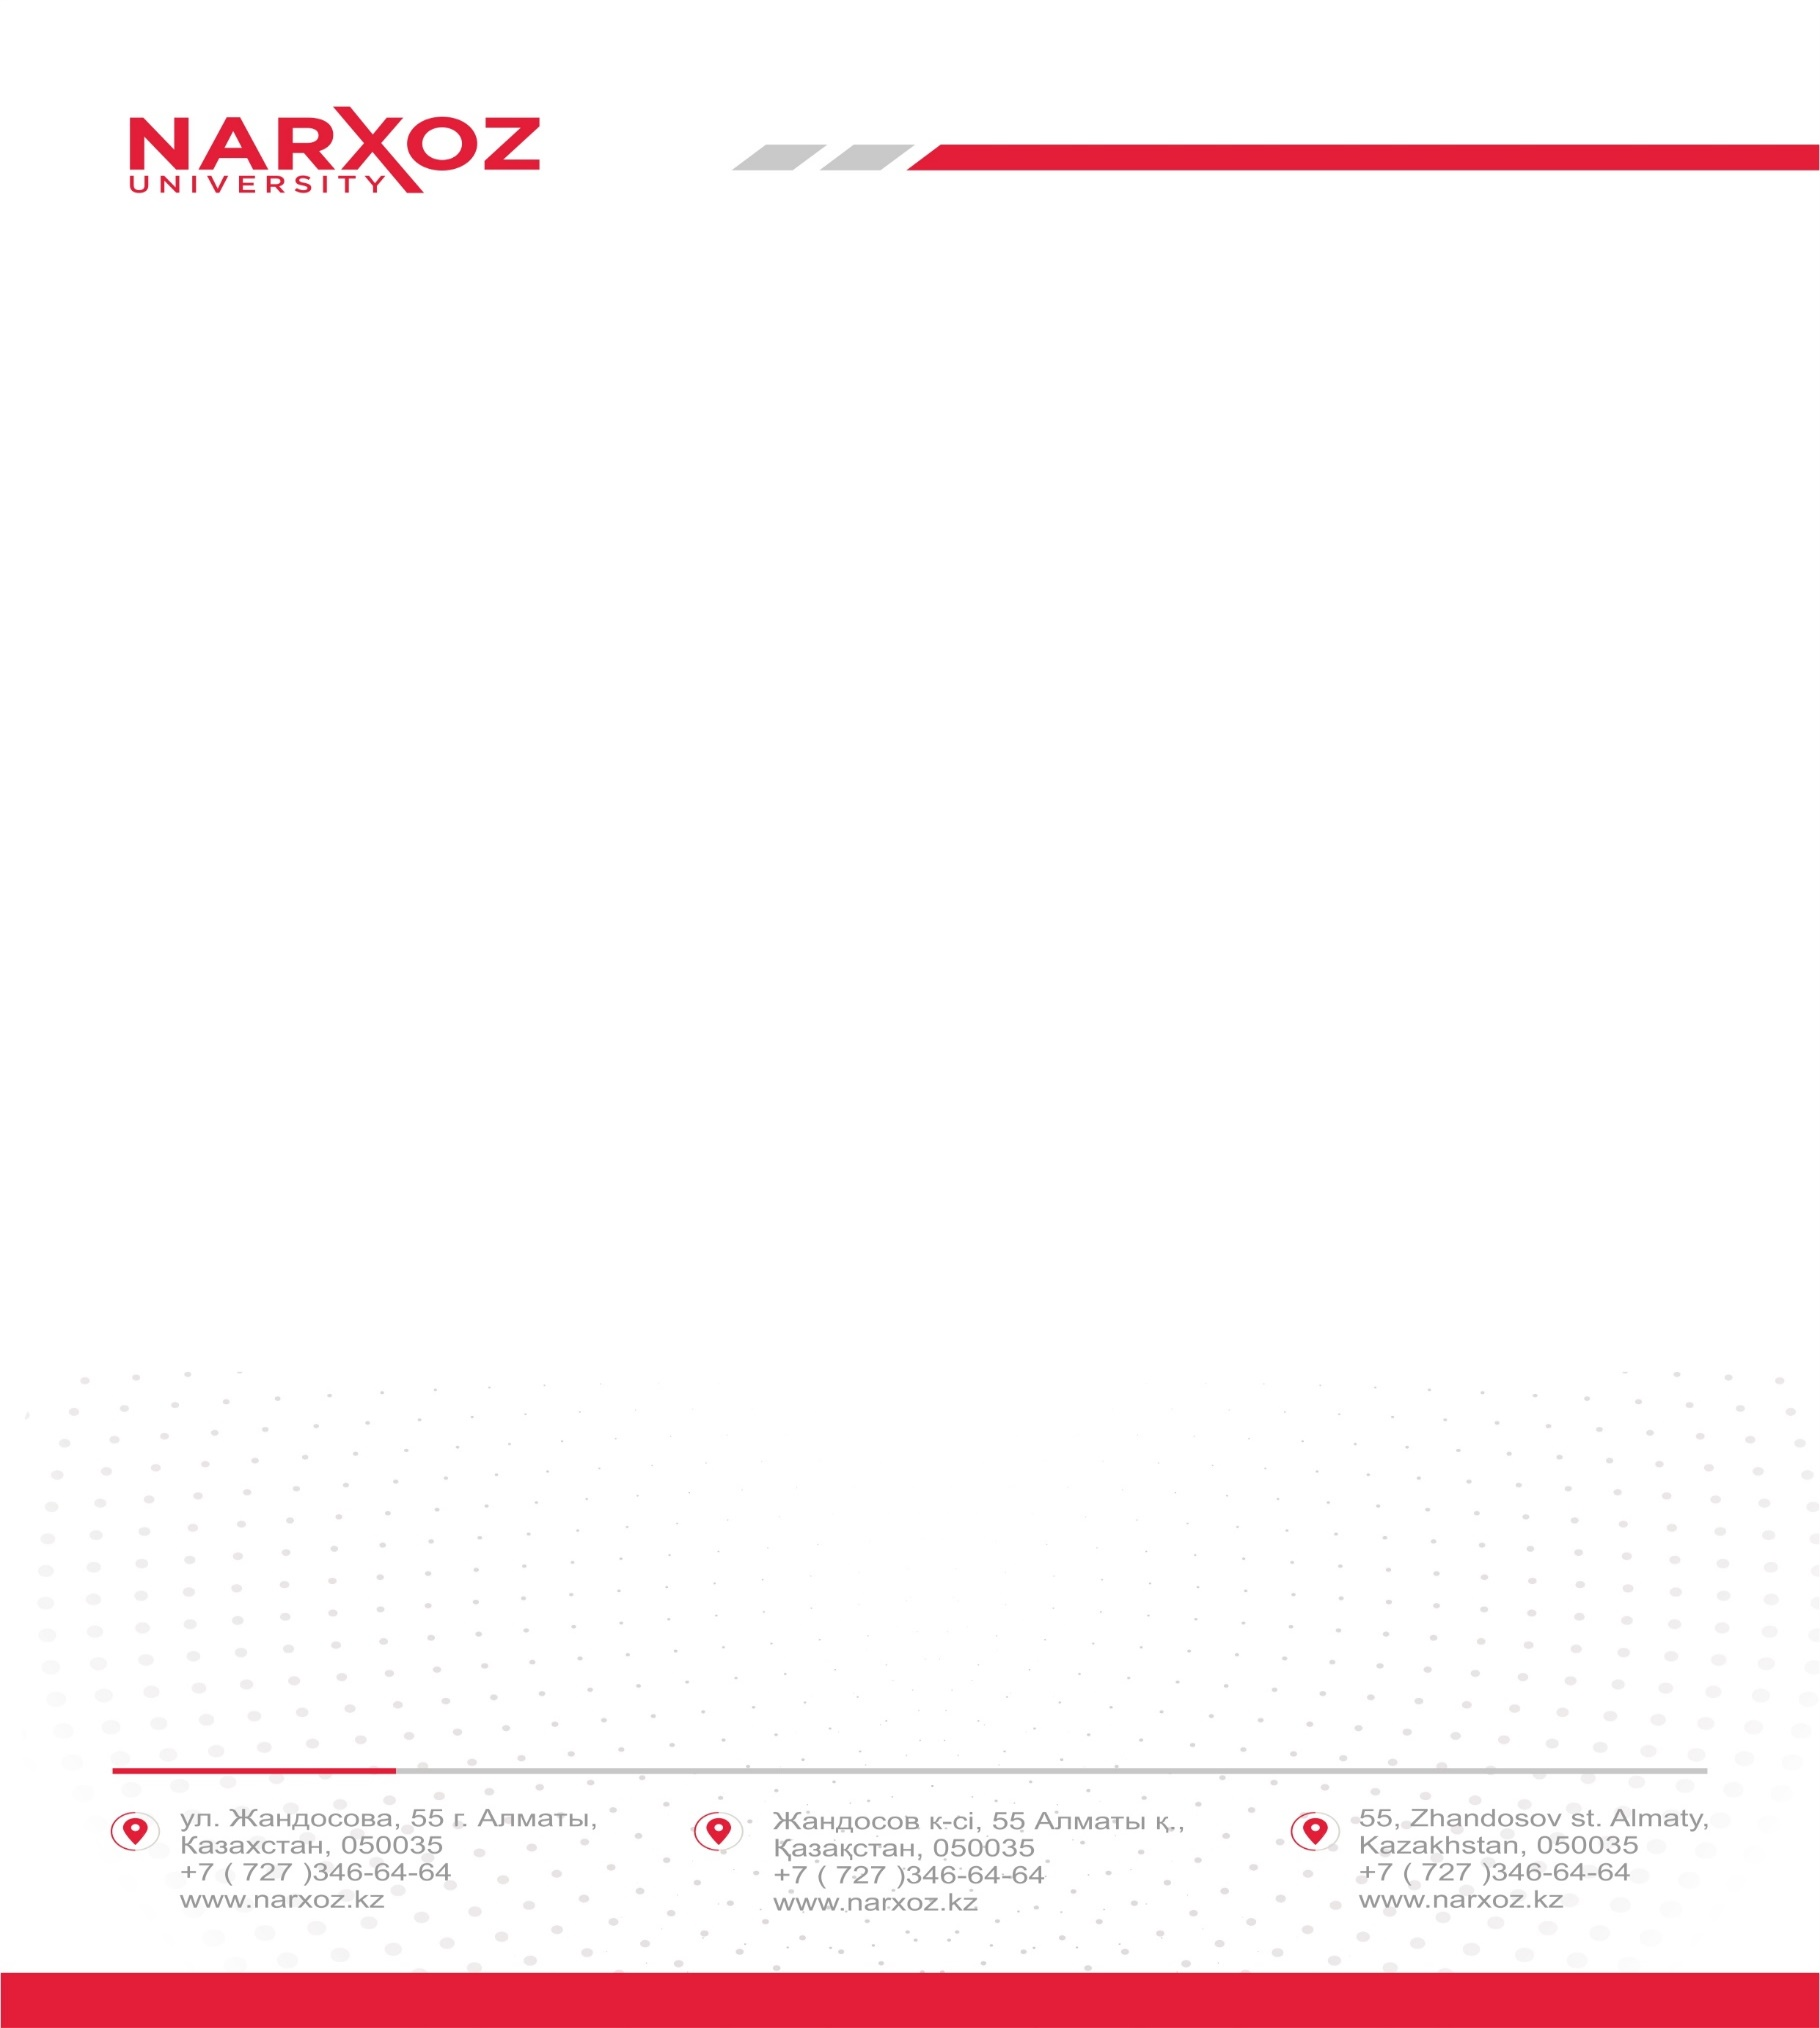 NARXOZ
UNIVERSITY
ул. Жандосова, 55 г. Алматы,
Казахстан, 050035
+7 ( 727 )346-64-64
www.narxoz.kz
Жандосов к-сі, 55 Алматы қ.,
Қазақстан, 050035
+7 ( 727 )346-64-64
www.narxoz.kz
55, Zhandosov st. Almaty,
Kazakhstan, 050035
+7 ( 727 )346-64-64
www.narxoz.kz